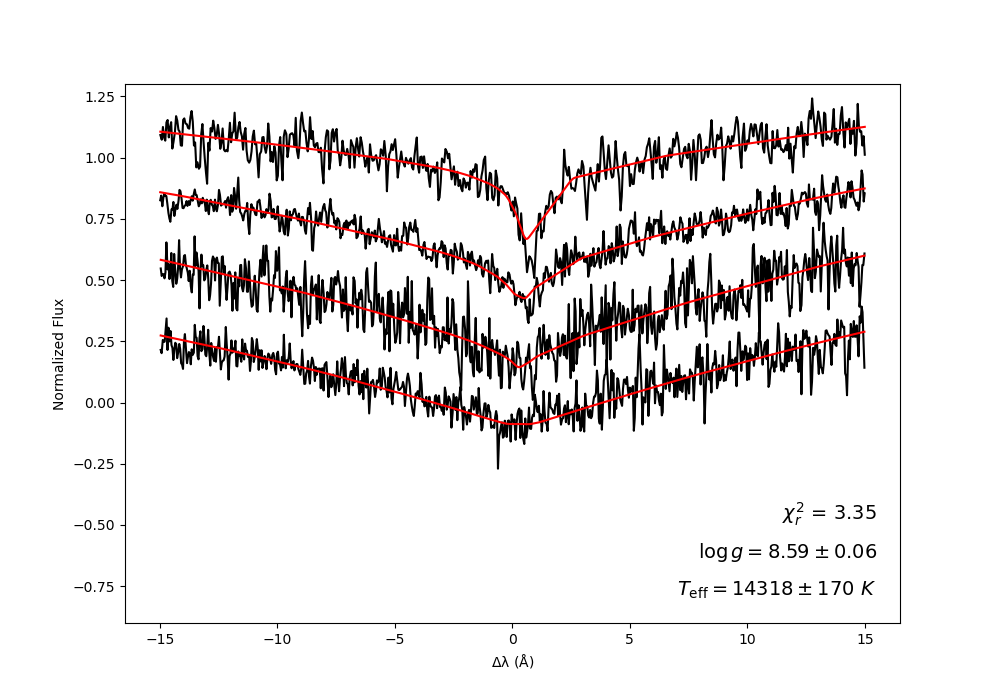 1.25
1.00
0.75
0.50
0.25
0.00
−0.25
−0.50
−0.75
Normalized Flux
χ²ᵣ = 3.35
log g = 8.59 ± 0.06
T_eff = 14318 ± 170 K
−15 −10 −5 0 5 10 15
Δλ (Å)